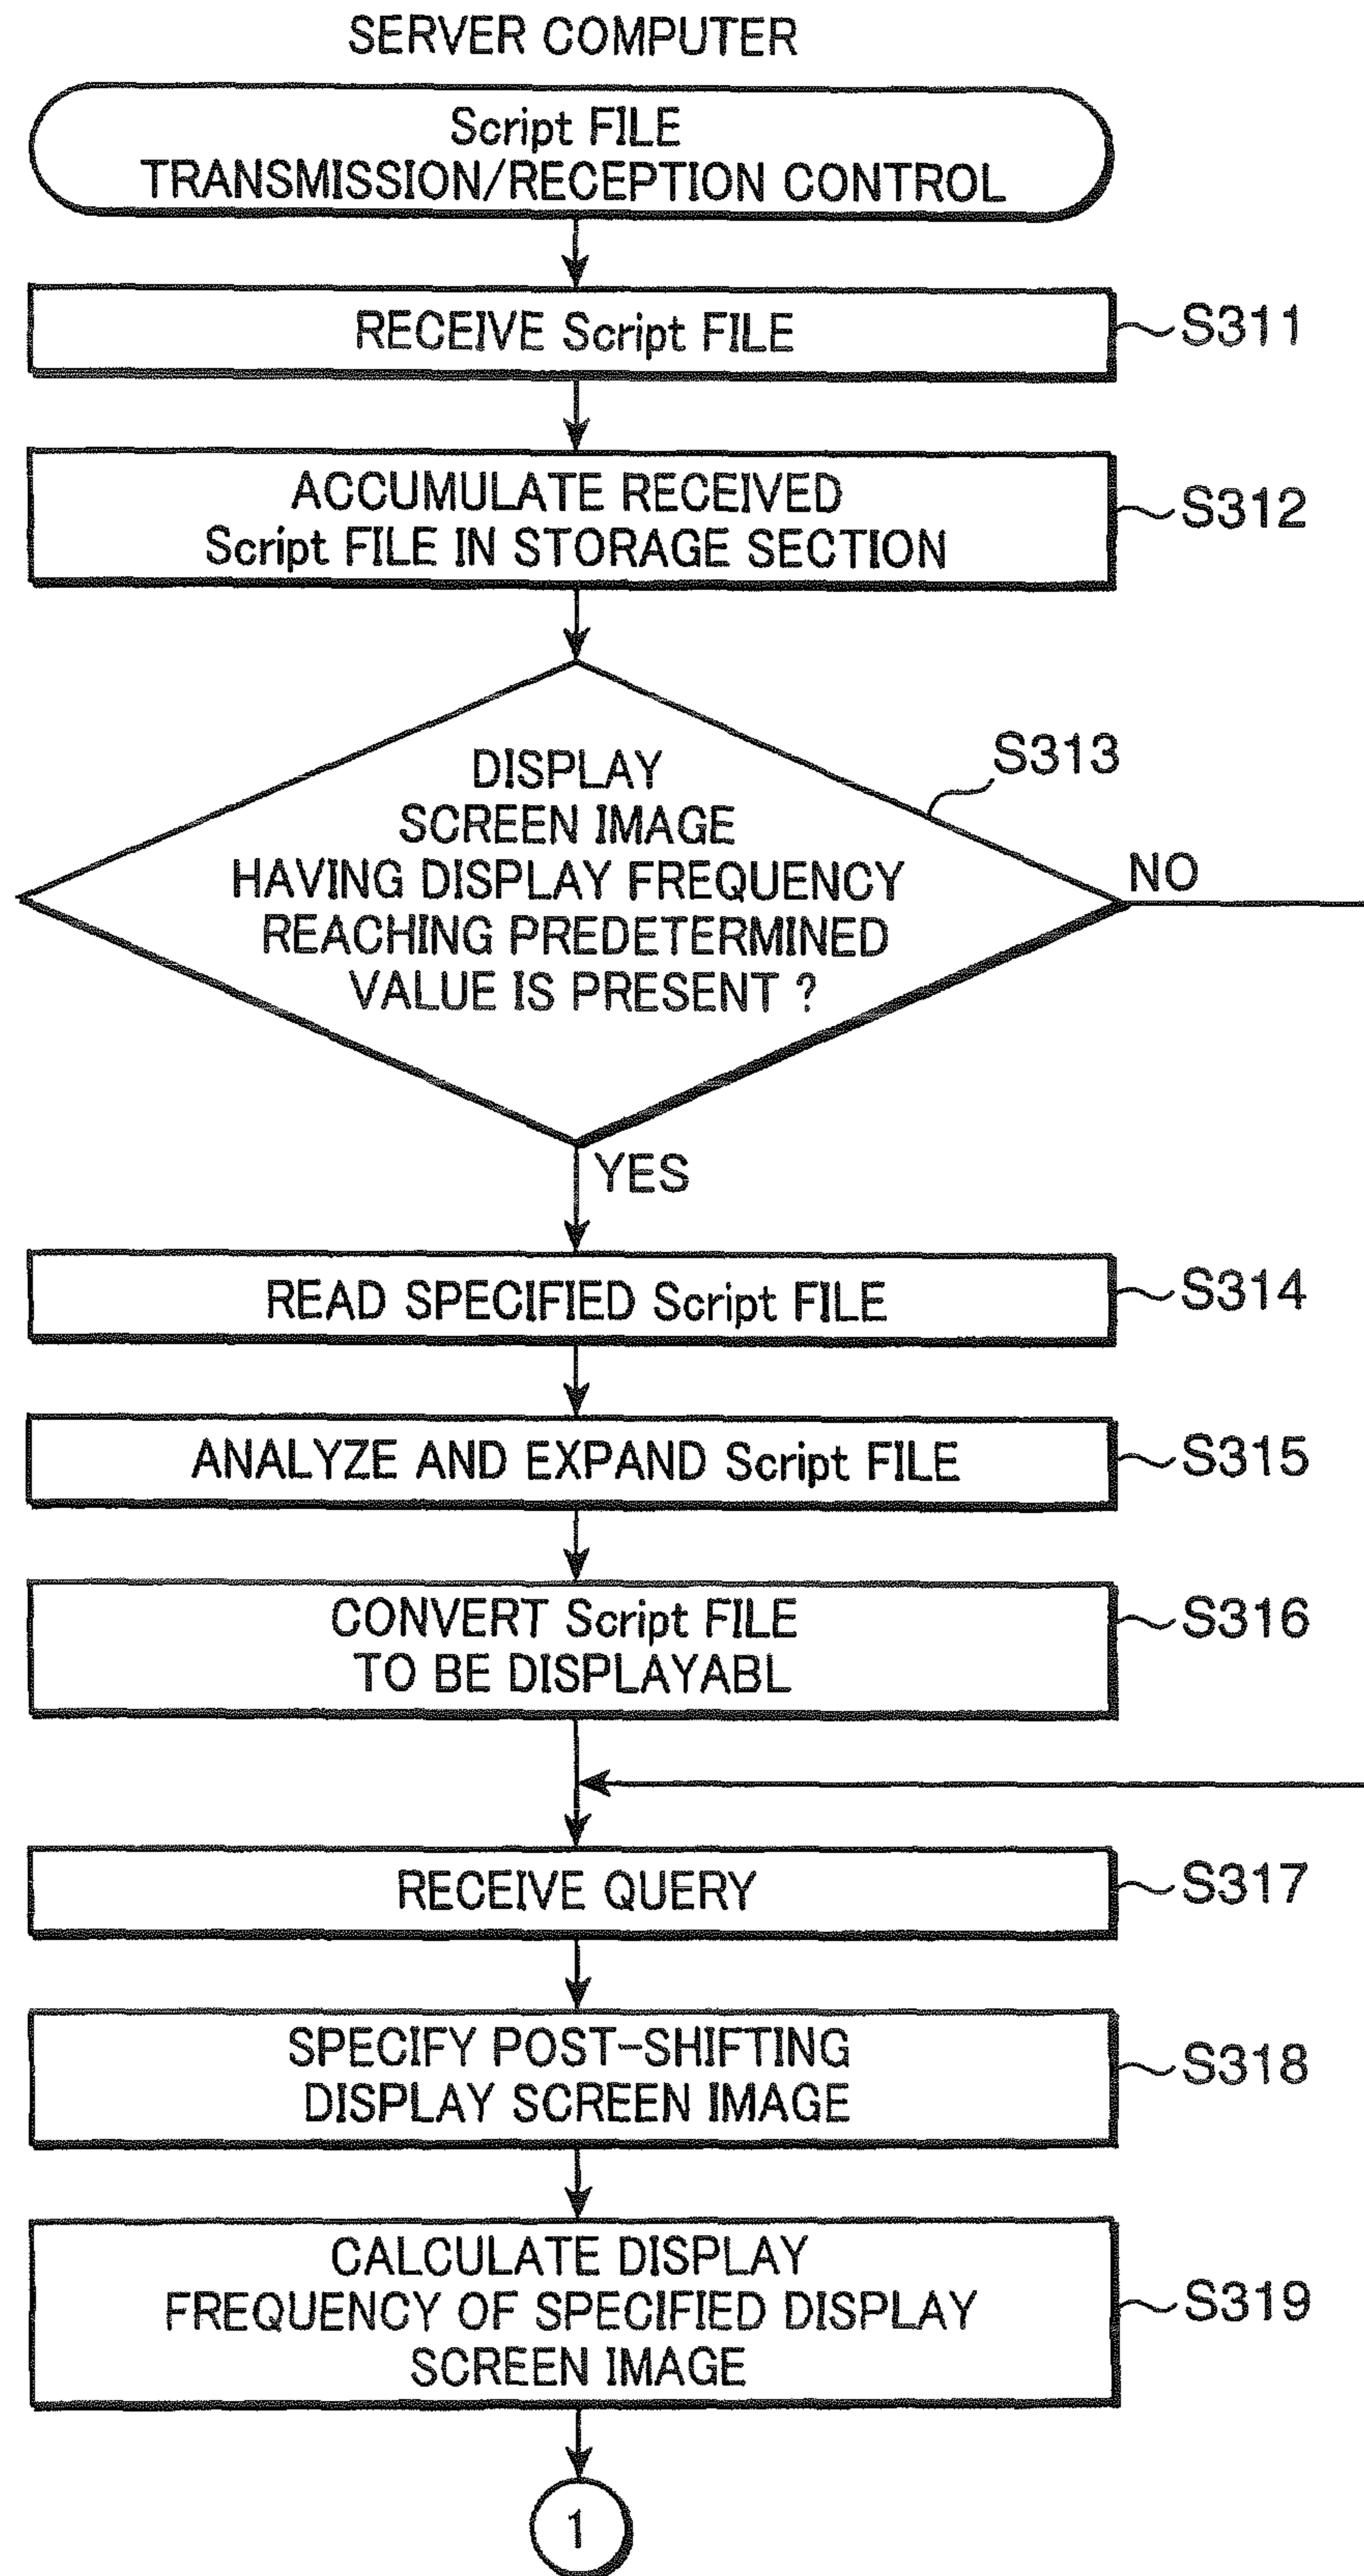 SERVER COMPUTER
Script FILE
TRANSMISSION/RECEPTION CONTROL
RECEIVE Script FILE
S311
ACCUMULATE RECEIVED
Script FILE IN STORAGE SECTION
S312
DISPLAY
SCREEN IMAGE
HAVING DISPLAY FREQUENCY
REACHING PREDETERMINED
VALUE IS PRESENT ?
S313
NO
YES
READ SPECIFIED Script FILE
S314
ANALYZE AND EXPAND Script FILE
S315
CONVERT Script FILE
TO BE DISPLAYABL
S316
RECEIVE QUERY
S317
SPECIFY POST-SHIFTING
DISPLAY SCREEN IMAGE
S318
CALCULATE DISPLAY
FREQUENCY OF SPECIFIED DISPLAY
SCREEN IMAGE
S319
1